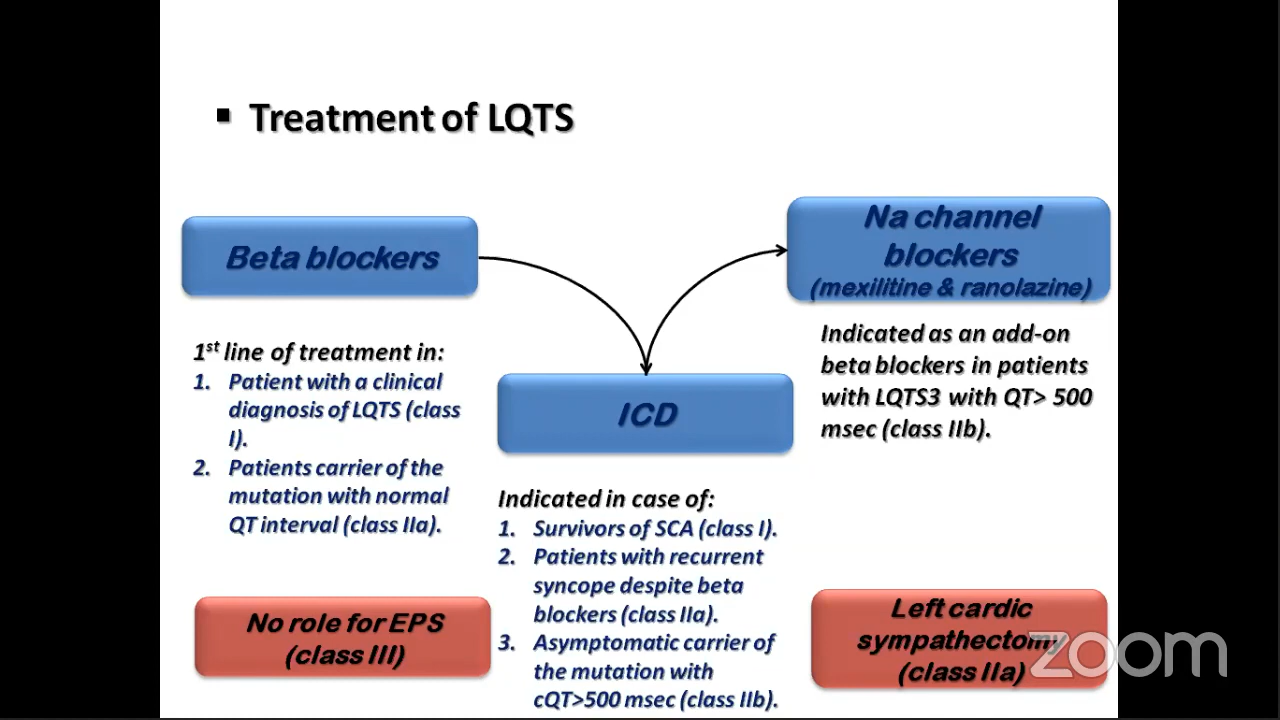 ▪ Treatment of LQTS
Beta blockers
1st line of treatment in:
1. Patient with a clinical
diagnosis of LQTS (class
I).
2. Patients carrier of the
mutation with normal
QT interval (class IIa).
ICD
Indicated in case of:
1. Survivors of SCA (class I).
2. Patients with recurrent
syncope despite beta
blockers (class IIa).
3. Asymptomatic carrier of
the mutation with
cQT>500 msec (class IIb).
Na channel
blockers
(mexilitine & ranolazine)
Indicated as an add-on
beta blockers in patients
with LQTS3 with QT> 500
msec (class IIb).
No role for EPS
(class III)
Left cardic
sympathectomy
(class IIa)
zoom